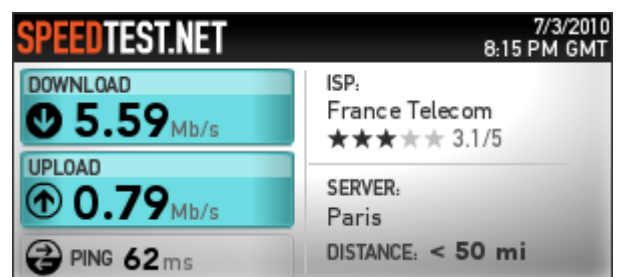 SPEEDTEST.NET
7/3/2010
8:15 PM GMT
DOWNLOAD
5.59 Mb/s
UPLOAD
0.79 Mb/s
PING 62 ms
ISP:
France Telecom
3.1/5
SERVER:
Paris
DISTANCE: < 50 mi